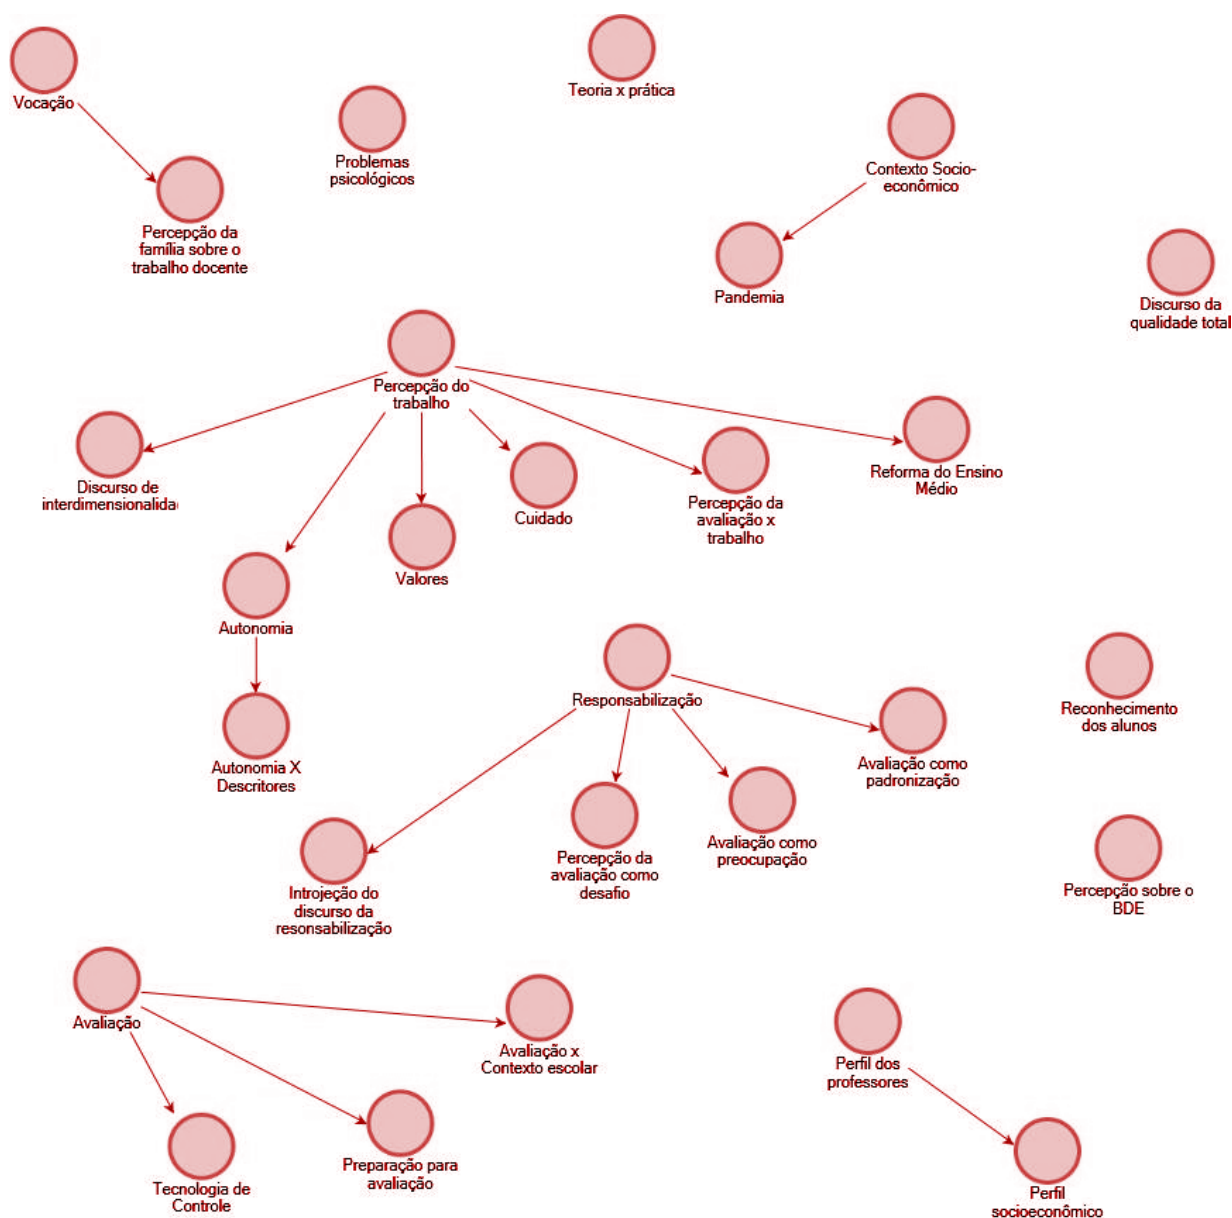 Teoria x prática
Vocação
Problemas
psicológicos
Contexto Socio-
econômico
Percepção da
família sobre o
trabalho docente
Pandemia
Discurso da
qualidade total
Percepção do
trabalho
Discurso de
interdimensionalida
Cuidado
Percepção da
avaliação x
trabalho
Reforma do Ensino
Médio
Valores
Autonomia
Responsabilização
Reconhecimento
dos alunos
Autonomia X
Descritores
Avaliação como
padronização
Percepção da
avaliação como
desafio
Avaliação como
preocupação
Introjeção do
discurso da
resonsabilização
Percepção sobre o
BDE
Avaliação
Avaliação x
Contexto escolar
Perfil dos
professores
Tecnologia de
Controle
Preparação para
avaliação
Perfil
socioeconômico